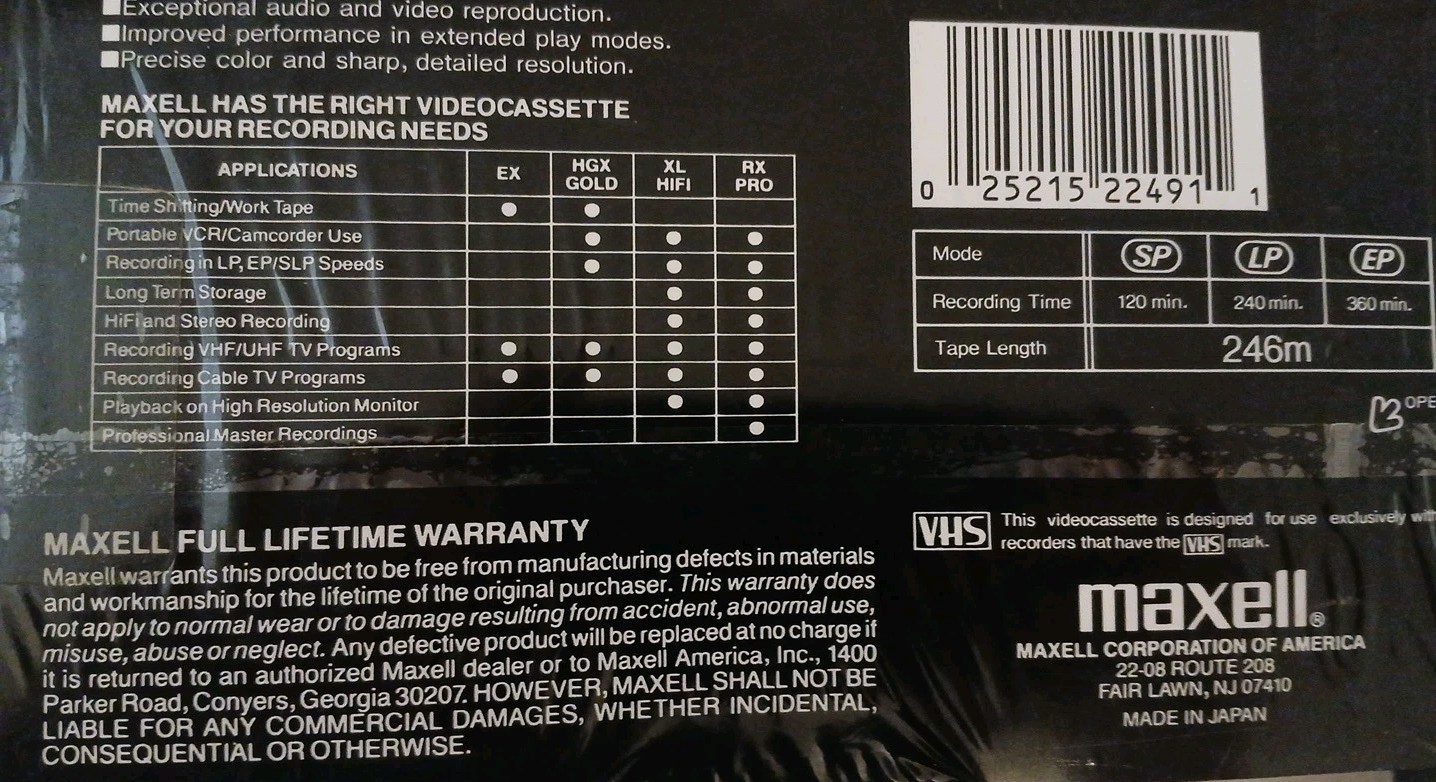 ■Exceptional audio and video reproduction.
■Improved performance in extended play modes.
■Precise color and sharp, detailed resolution.
MAXELL HAS THE RIGHT VIDEOCASSETTE
FOR YOUR RECORDING NEEDS
APPLICATIONS EX HGX GOLD XL HIFI RX PRO
Time Shifting/Work Tape ● ●
Portable VCR/Camcorder Use ● ● ●
Recording in LP, EP/SLP Speeds ● ● ●
Long Term Storage ● ●
HiFi and Stereo Recording ● ●
Recording VHF/UHF TV Programs ● ● ● ●
Recording Cable TV Programs ● ● ● ●
Playback on High Resolution Monitor ● ●
Professional Master Recordings ●
MAXELL FULL LIFETIME WARRANTY
Maxell warrants this product to be free from manufacturing defects in materials
and workmanship for the lifetime of the original purchaser. This warranty does
not apply to normal wear or to damage resulting from accident, abnormal use,
misuse, abuse or neglect. Any defective product will be replaced at no charge if
it is returned to an authorized Maxell dealer or to Maxell America, Inc., 1400
Parker Road, Conyers, Georgia 30207. HOWEVER, MAXELL SHALL NOT BE
LIABLE FOR ANY COMMERCIAL DAMAGES, WHETHER INCIDENTAL,
CONSEQUENTIAL OR OTHERWISE.
0 25215 22491 1
Mode SP LP EP
Recording Time 120 min. 240 min. 360 min.
Tape Length 246m
OPE
VHS This videocassette is designed for use exclusively wit
recorders that have the VHS mark.
maxell®
MAXELL CORPORATION OF AMERICA
22-08 ROUTE 208
FAIR LAWN, NJ 07410
MADE IN JAPAN